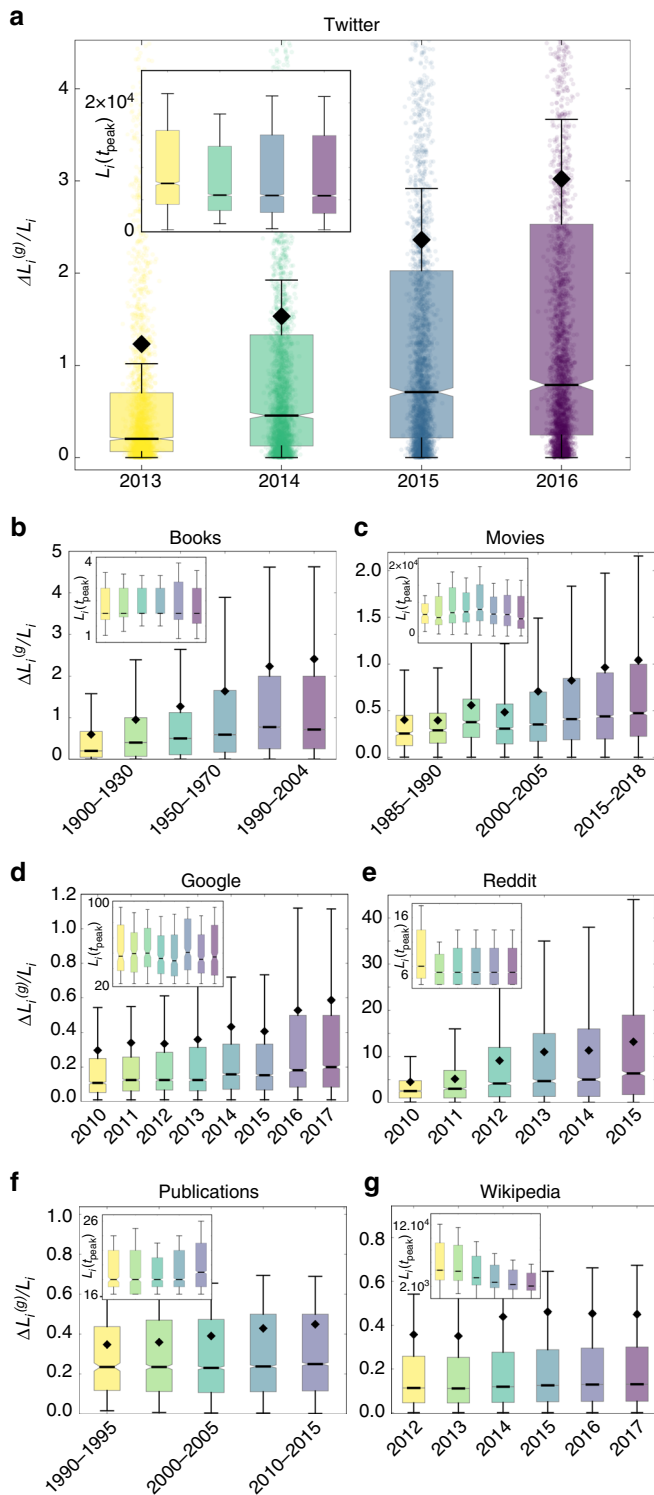 a
Twitter
4
3
2
1
0
ΔL_i^(g)/L_i
2×10^4
0
L_i(t_peak)
2013 2014 2015 2016
b
Books
5
4
3
2
1
0
ΔL_i^(g)/L_i
4
1
L_i(t_peak)
1900–1930 1950–1970 1990–2004
c
Movies
2.0
1.5
1.0
0.5
0.0
2×10^4
0
L_i(t_peak)
1985–1990 2000–2005 2015–2018
d
Google
1.2
1.0
0.8
0.6
0.4
0.2
0
ΔL_i^(g)/L_i
100
20
L_i(t_peak)
2010 2011 2012 2013 2014 2015 2016 2017
e
Reddit
40
30
20
10
0
16
6
L_i(t_peak)
2010 2011 2012 2013 2014 2015
f
Publications
1.0
0.8
0.6
0.4
0.2
0.0
ΔL_i^(g)/L_i
26
16
L_i(t_peak)
1990–1995 2000–2005 2010–2015
g
Wikipedia
0.8
0.6
0.4
0.2
0.0
12.10^4
2.10^3
L_i(t_peak)
2012 2013 2014 2015 2016 2017